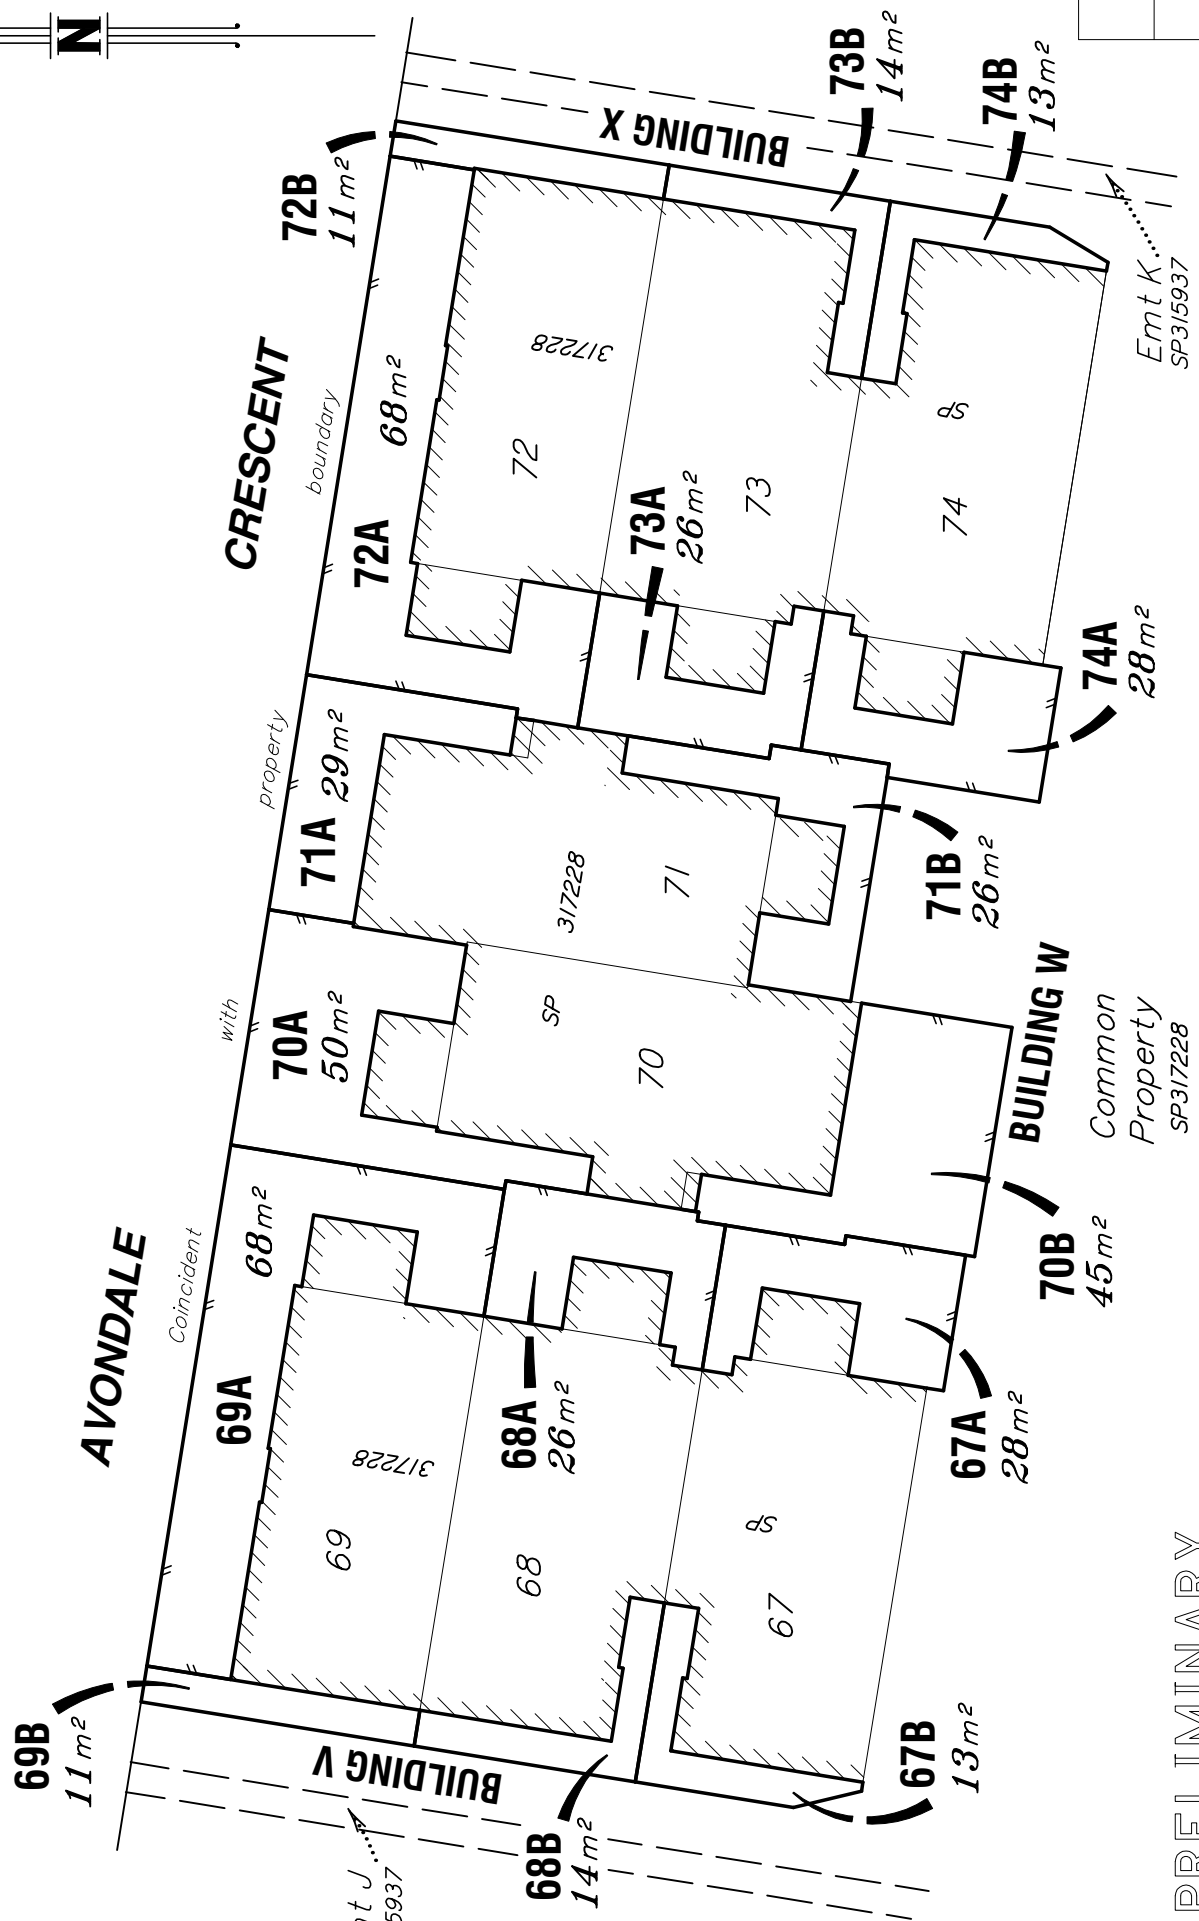 N
AVONDALE
CRESCENT
Coincident
with
property
boundary
69B
11m²
69A
68m²
70A
50m²
71A
29m²
72A
68m²
72B
11m²
BUILDING X
73B
14m²
74B
13m²
Emt K
SP315937
69
317228
68
SP
67
68A
26m²
67A
28m²
68B
14m²
67B
13m²
BUILDING V
SP
70
317228
71
70B
45m²
71B
26m²
BUILDING W
Common
Property
SP317228
72
317228
73
SP
74
73A
26m²
74A
28m²
nt J
5937
PRELIMINARY